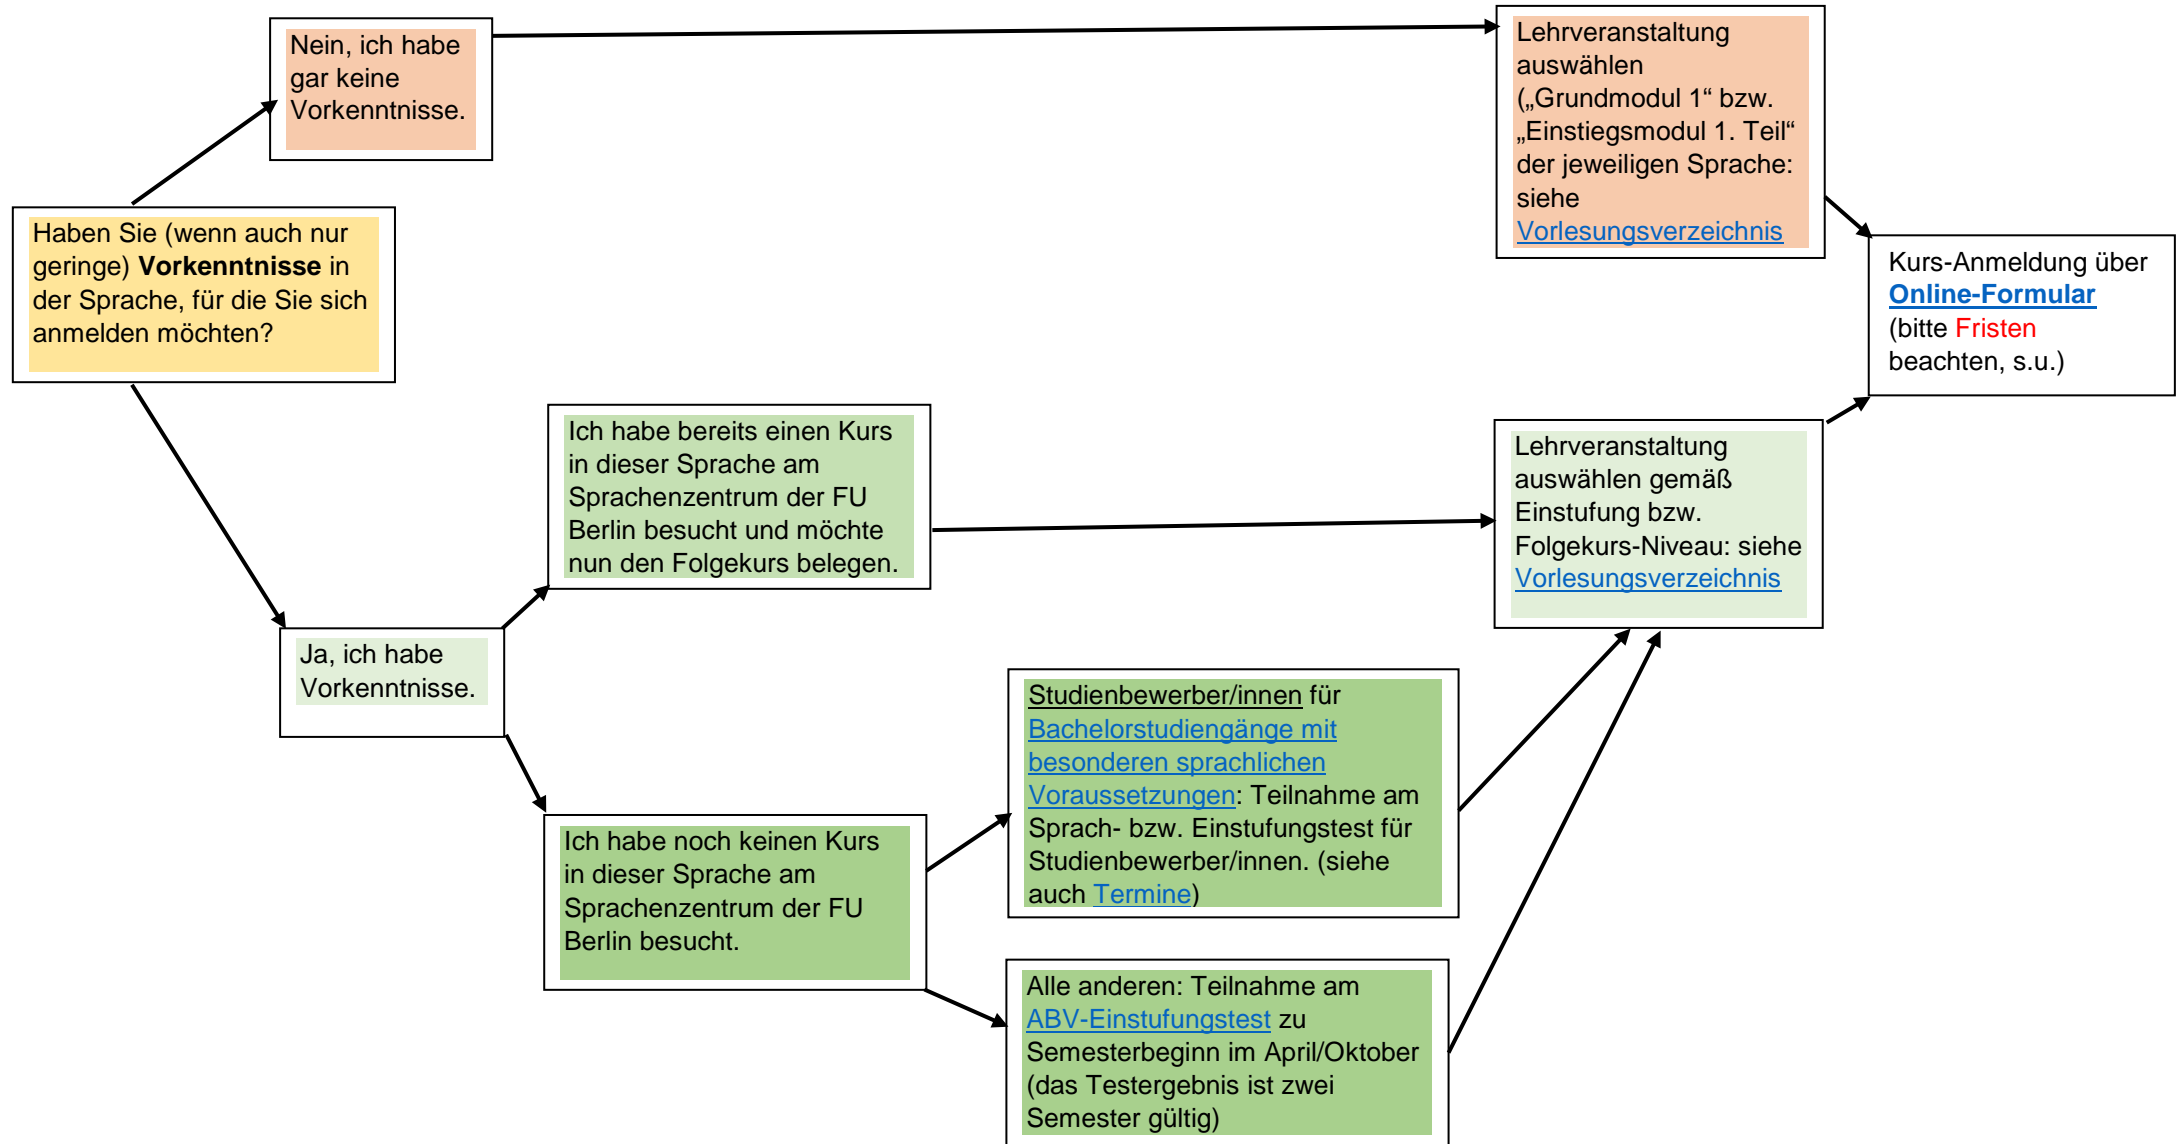 Nein, ich habe
gar keine
Vorkenntnisse.
Lehrveranstaltung
auswählen
(„Grundmodul 1“ bzw.
„Einstiegsmodul 1. Teil“
der jeweiligen Sprache:
siehe
Vorlesungsverzeichnis
Haben Sie (wenn auch nur
geringe) Vorkenntnisse in
der Sprache, für die Sie sich
anmelden möchten?
Kurs-Anmeldung über
Online-Formular
(bitte Fristen
beachten, s.u.)
Ich habe bereits einen Kurs
in dieser Sprache am
Sprachenzentrum der FU
Berlin besucht und möchte
nun den Folgekurs belegen.
Lehrveranstaltung
auswählen gemäß
Einstufung bzw.
Folgekurs-Niveau: siehe
Vorlesungsverzeichnis
Ja, ich habe
Vorkenntnisse.
Studienbewerber/innen für
Bachelorstudiengänge mit
besonderen sprachlichen
Voraussetzungen: Teilnahme am
Sprach- bzw. Einstufungstest für
Studienbewerber/innen. (siehe
auch Termine)
Ich habe noch keinen Kurs
in dieser Sprache am
Sprachenzentrum der FU
Berlin besucht.
Alle anderen: Teilnahme am
ABV-Einstufungstest zu
Semesterbeginn im April/Oktober
(das Testergebnis ist zwei
Semester gültig)